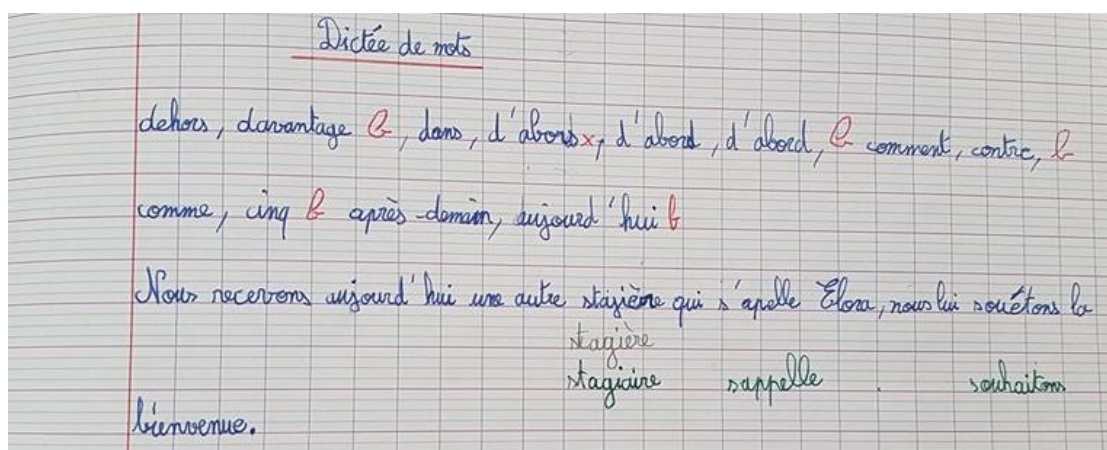 Dictée de mots
dehors, davantage b, dans, d'abors x, d'abord, d'abord, b comment, contre, b
comme, cinq b après-demain, aujourd'hui b
Nous recevons aujourd'hui une autre stagière qui s'apelle Elora, nous lui souétons la
stagière
stagiaire sappelle . souhaitons
bienvenue.